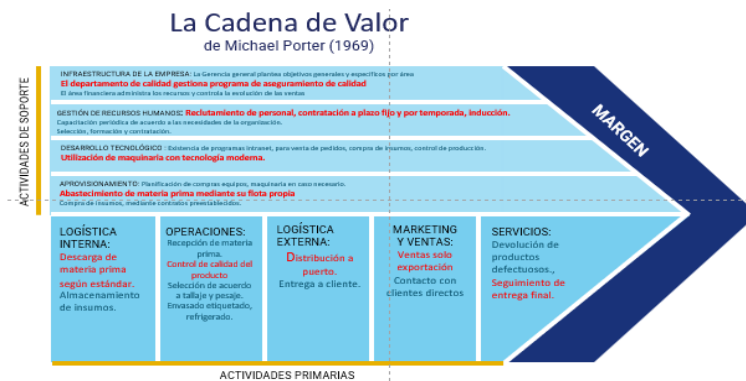 La Cadena de Valor
de Michael Porter (1969)
ACTIVIDADES DE SOPORTE
INFRAESTRUCTURA DE LA EMPRESA: La Gerencia general plantea objetivos generales y específicos por área
El departamento de calidad gestiona programa de aseguramiento de calidad
El área financiera administra los recursos y controla la evolución de las ventas
GESTIÓN DE RECURSOS HUMANOS: Reclutamiento de personal, contratación a plazo fijo y por temporada, inducción.
Capacitación periódica de acuerdo a las necesidades de la organización.
Selección, formación y contratación.
DESARROLLO TECNOLÓGICO : Existencia de programas intranet, para venta de pedidos, compra de insumos, control de producción.
Utilización de maquinaria con tecnología moderna.
APROVISIONAMIENTO: Planificación de compras equipos, maquinaria en caso necesario.
Abastecimiento de materia prima mediante su flota propia
Compra de insumos, mediante contratos preestablecidos.
MARGEN
LOGÍSTICA
INTERNA:
Descarga de
materia prima
según estándar.
Almacenamiento
de insumos.
OPERACIONES:
Recepción de materia
prima.
Control de calidad del
producto
Selección de acuerdo
a tallaje y pesaje.
Envasado etiquetado,
refrigerado.
LOGÍSTICA
EXTERNA:
Distribución a
puerto.
Entrega a cliente.
MARKETING
Y VENTAS:
Ventas solo
exportación
Contacto con
clientes directos
SERVICIOS:
Devolución de
productos
defectuosos.,
Seguimiento de
entrega final.
ACTIVIDADES PRIMARIAS